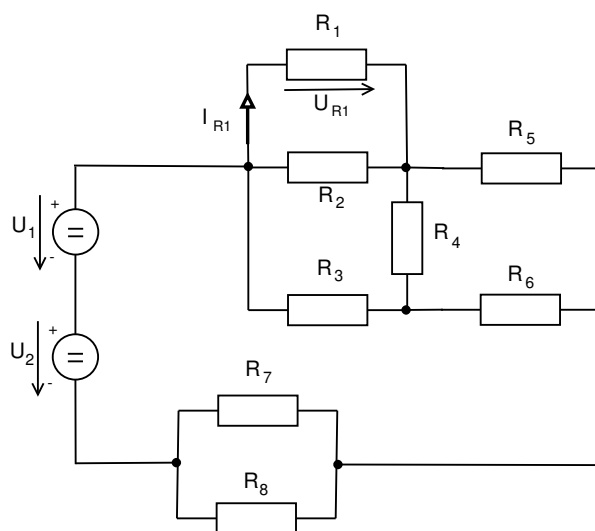 R1
UR1
IR1
R5
R2
U1
+
=
-
R4
R3
R6
U2
+
=
-
R7
R8